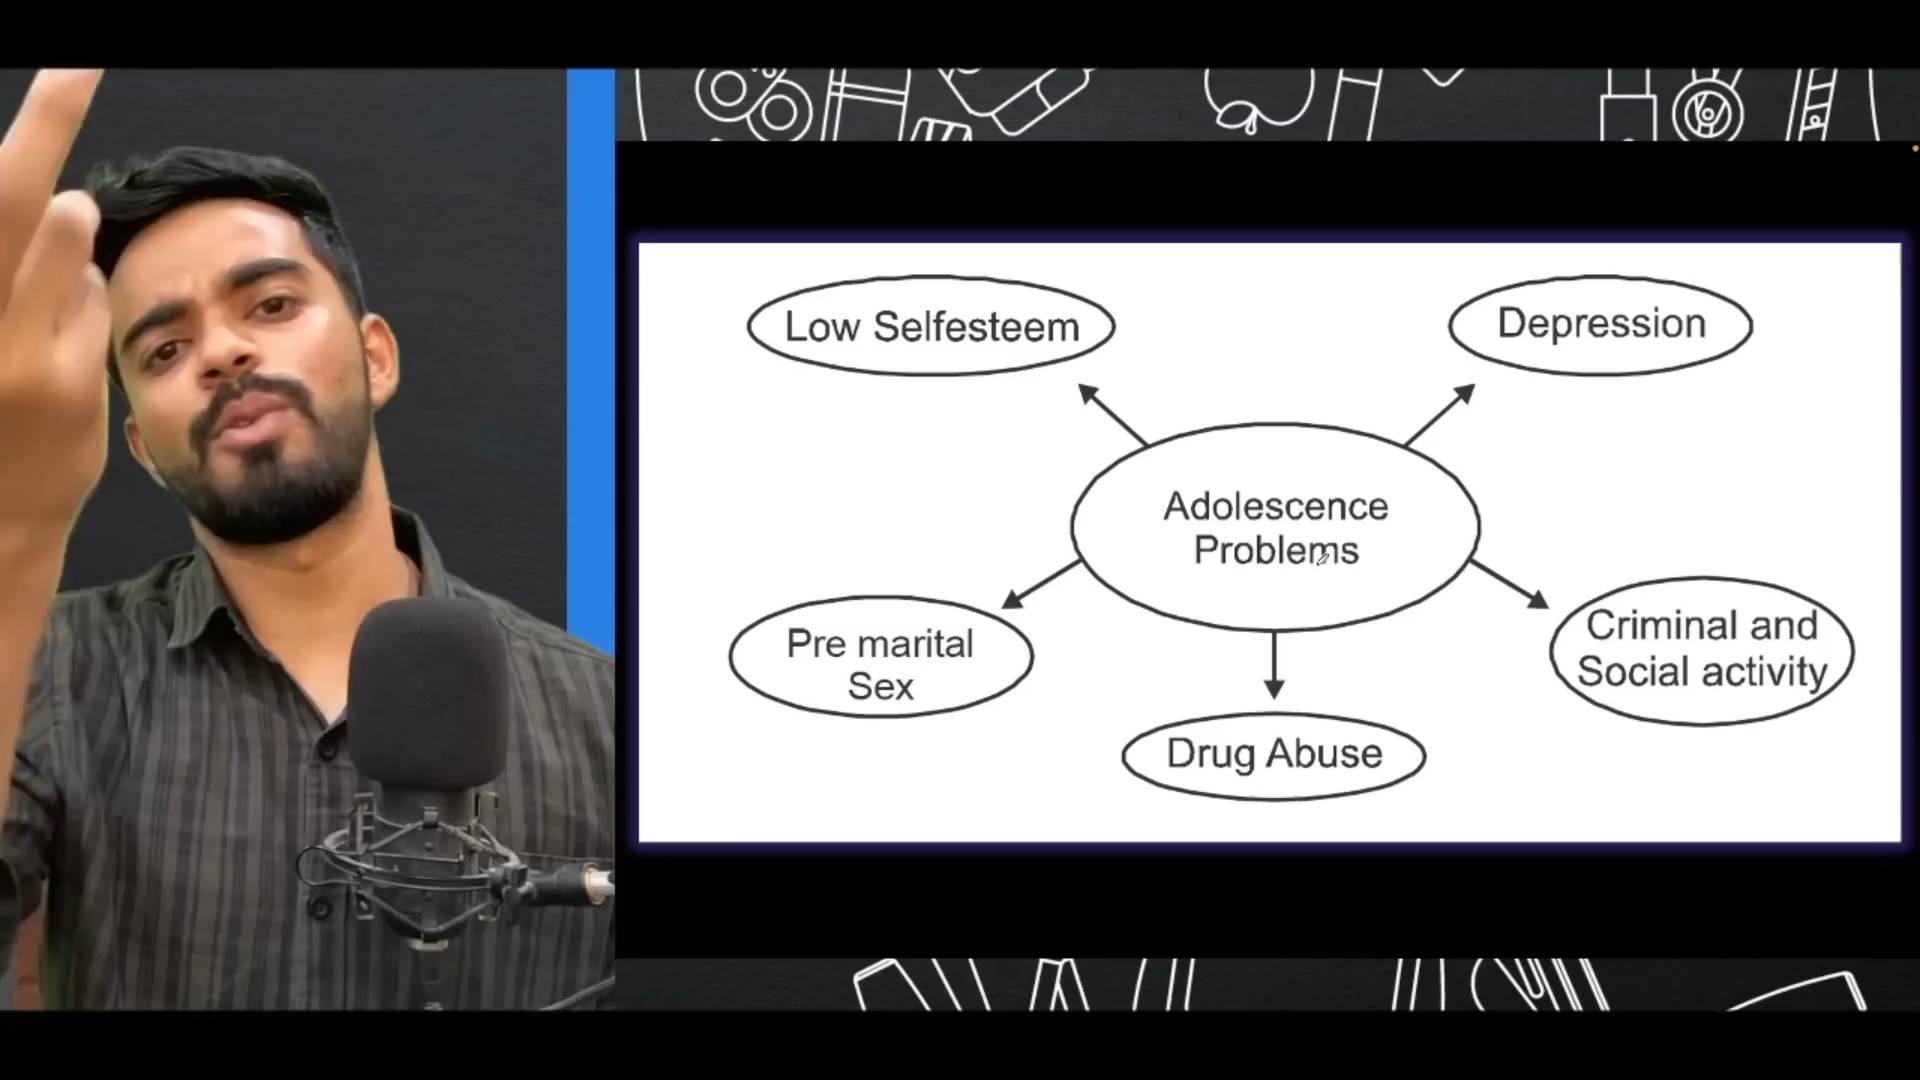 Low Selfesteem
Depression
Adolescence
Problems
Pre marital
Sex
Criminal and
Social activity
Drug Abuse